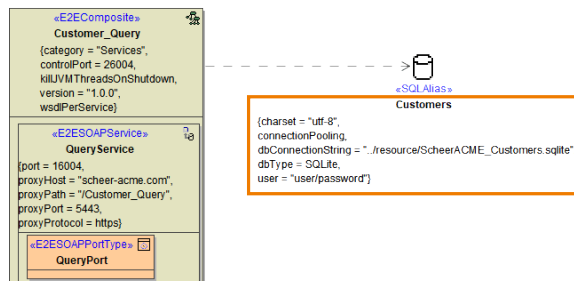 «E2EComposite»
Customer_Query
{category = "Services",
controlPort = 26004,
killJVMThreadsOnShutdown,
version = "1.0.0",
wsdlPerService}
«E2ESOAPService»
QueryService
{port = 16004,
proxyHost = "scheer-acme.com",
proxyPath = "/Customer_Query",
proxyPort = 5443,
proxyProtocol = https}
«E2ESOAPPortType»
QueryPort
«SQLAlias»
Customers
{charset = "utf-8",
connectionPooling,
dbConnectionString = "../resource/ScheerACME_Customers.sqlite"
dbType = SQLite,
user = "user/password"}